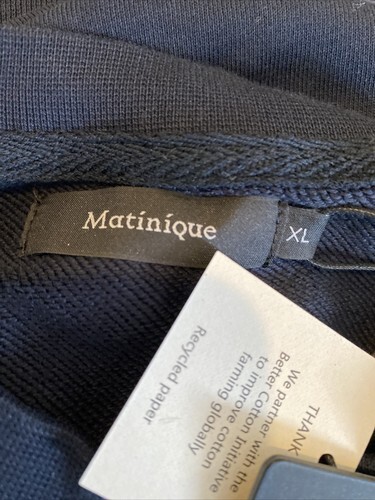 Matinique
XL
THANK
We partner with the
Better Cotton Initiative
to improve cotton
farming globally
Recycled paper